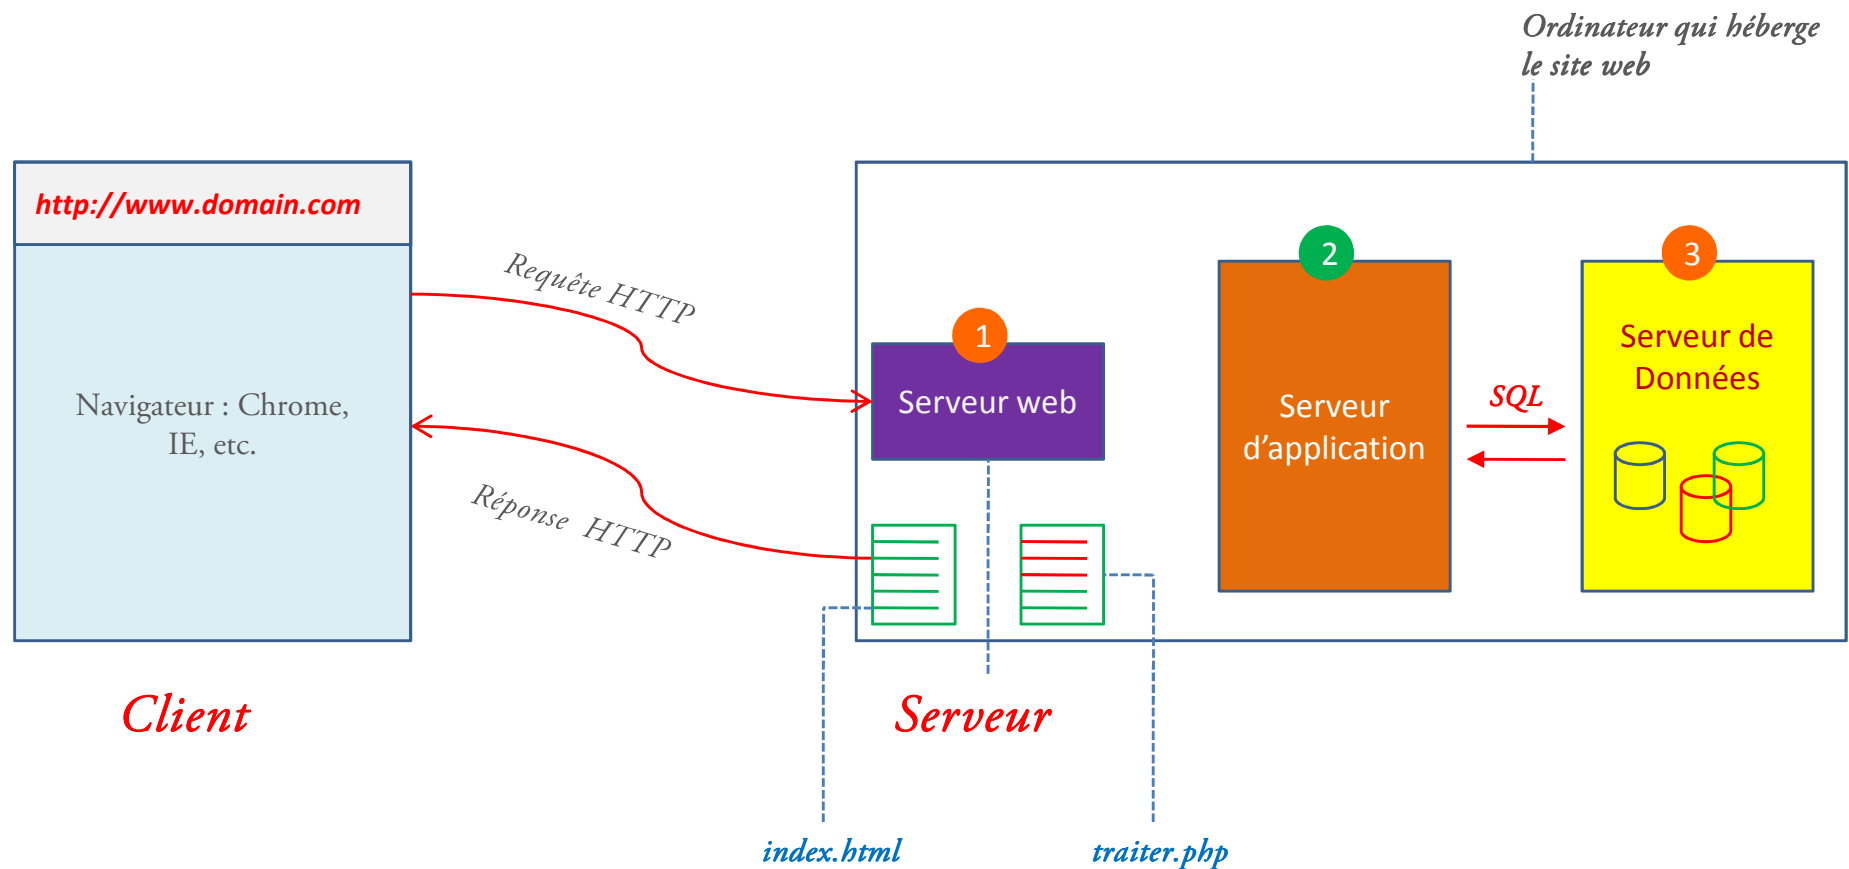 Ordinateur qui héberge
le site web
http://www.domain.com
Requête HTTP
Navigateur : Chrome,
IE, etc.
Réponse HTTP
1
Serveur web
2
Serveur
d’application
SQL
3
Serveur de
Données
Client
Serveur
index.html
traiter.php